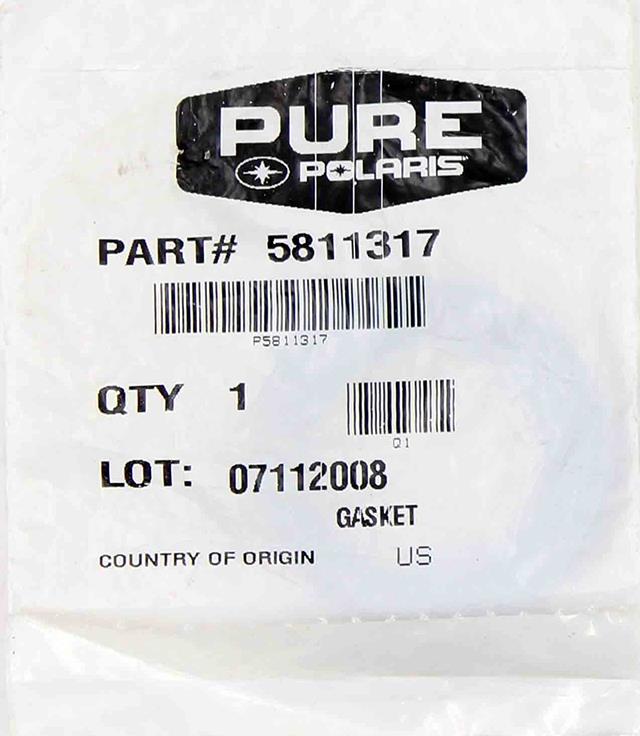 PURE
POLARIS
PART# 5811317
P5811317
QTY 1
Q1
LOT: 07112008
GASKET
COUNTRY OF ORIGIN US